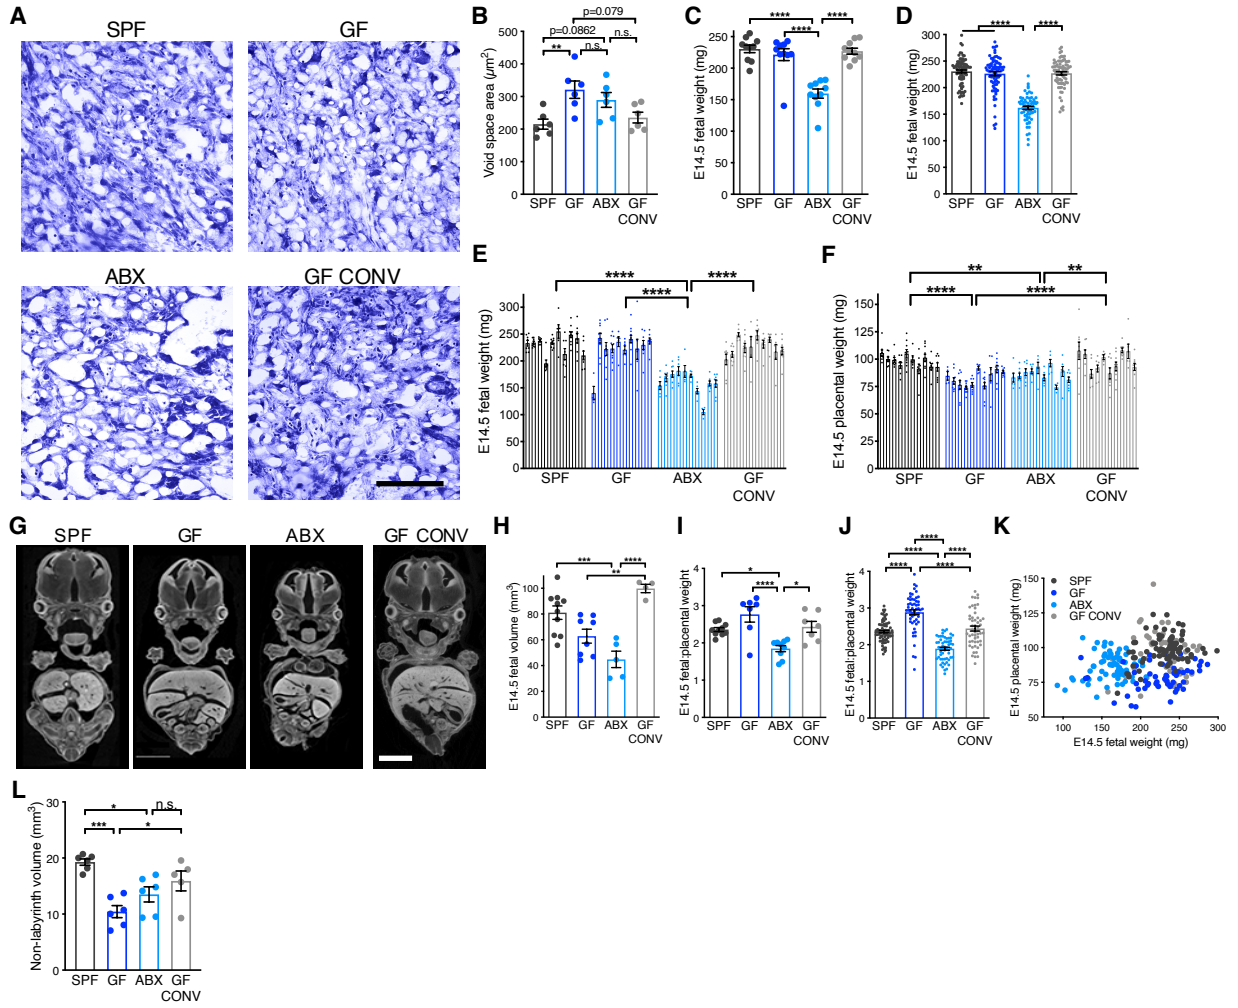 A
SPF
GF
ABX
GF CONV
B
p=0.079
p=0.0862
n.s.
** n.s.
Void space area (µm²)
500
400
300
200
100
0
SPF GF ABX GF
CONV
C
**** ****
****
E14.5 fetal weight (mg)
250
200
150
100
50
0
SPF GF ABX GF
CONV
D
**** ****
E14.5 fetal weight (mg)
300
250
200
150
100
50
0
SPF GF ABX GF
CONV
E
**** ****
****
E14.5 fetal weight (mg)
300
250
200
150
100
50
0
SPF GF ABX GF
CONV
F
** **
**** ****
E14.5 placental weight (mg)
150
125
100
75
50
25
0
SPF GF ABX GF
CONV
G
SPF GF ABX GF CONV
H
*** ****
**
E14.5 fetal volume (mm³)
100
80
60
40
20
0
SPF GF ABX GF
CONV
I
*
**** *
E14.5 fetal:placental weight
4
3
2
1
0
SPF GF ABX GF
CONV
J
****
**** ****
**** ****
E14.5 fetal:placental weight
4
3
2
1
0
SPF GF ABX GF
CONV
K
SPF
GF
ABX
GF CONV
E14.5 placental weight (mg)
150
125
100
75
50
100 150 200 250 300
E14.5 fetal weight (mg)
L
* n.s.
*** *
Non-labyrinth volume (mm³)
30
20
10
0
SPF GF ABX GF
CONV